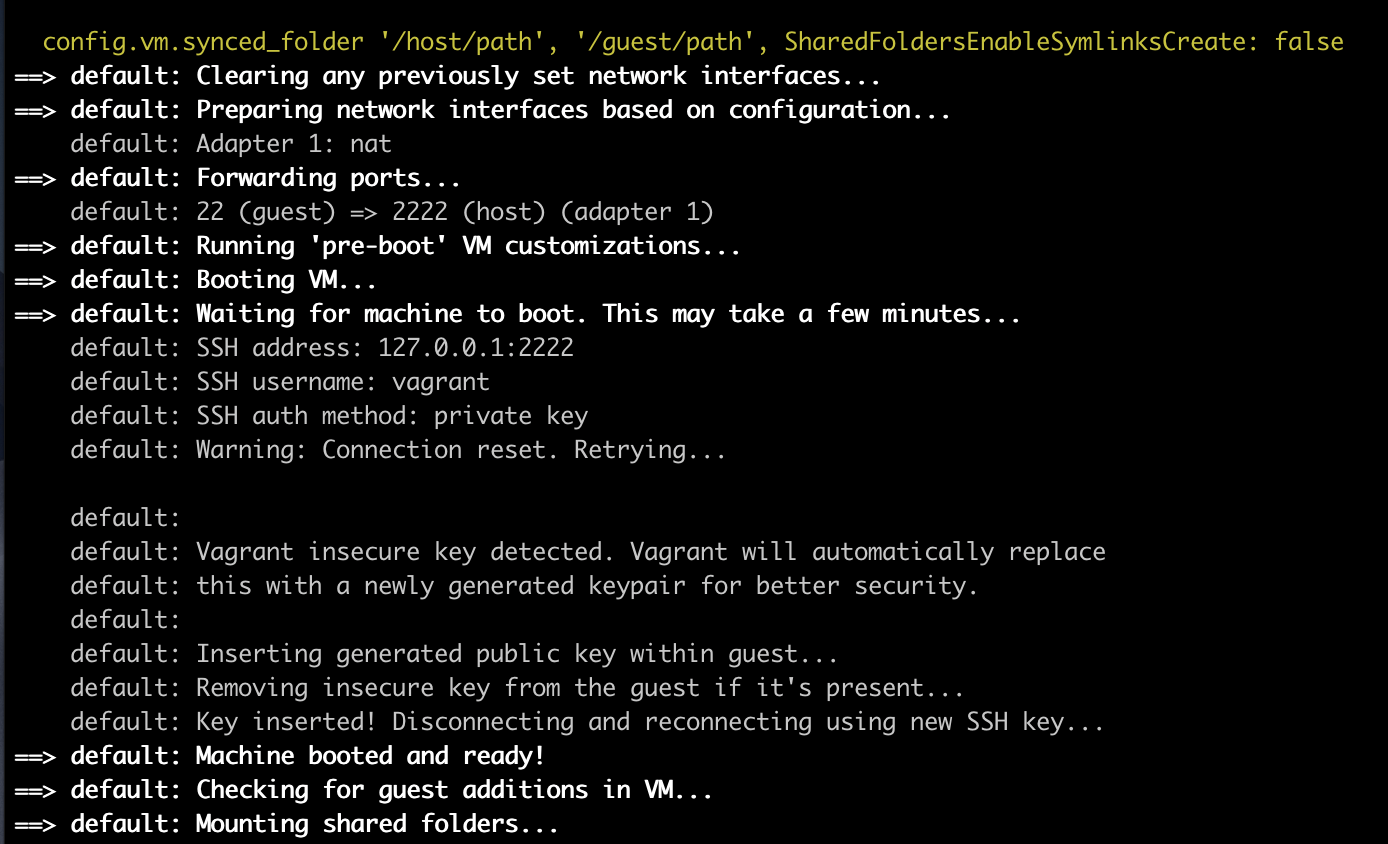 config.vm.synced_folder '/host/path', '/guest/path', SharedFoldersEnableSymlinksCreate: false
==> default: Clearing any previously set network interfaces...
==> default: Preparing network interfaces based on configuration...
default: Adapter 1: nat
==> default: Forwarding ports...
default: 22 (guest) => 2222 (host) (adapter 1)
==> default: Running 'pre-boot' VM customizations...
==> default: Booting VM...
==> default: Waiting for machine to boot. This may take a few minutes...
default: SSH address: 127.0.0.1:2222
default: SSH username: vagrant
default: SSH auth method: private key
default: Warning: Connection reset. Retrying...
default:
default: Vagrant insecure key detected. Vagrant will automatically replace
default: this with a newly generated keypair for better security.
default:
default: Inserting generated public key within guest...
default: Removing insecure key from the guest if it's present...
default: Key inserted! Disconnecting and reconnecting using new SSH key...
==> default: Machine booted and ready!
==> default: Checking for guest additions in VM...
==> default: Mounting shared folders...